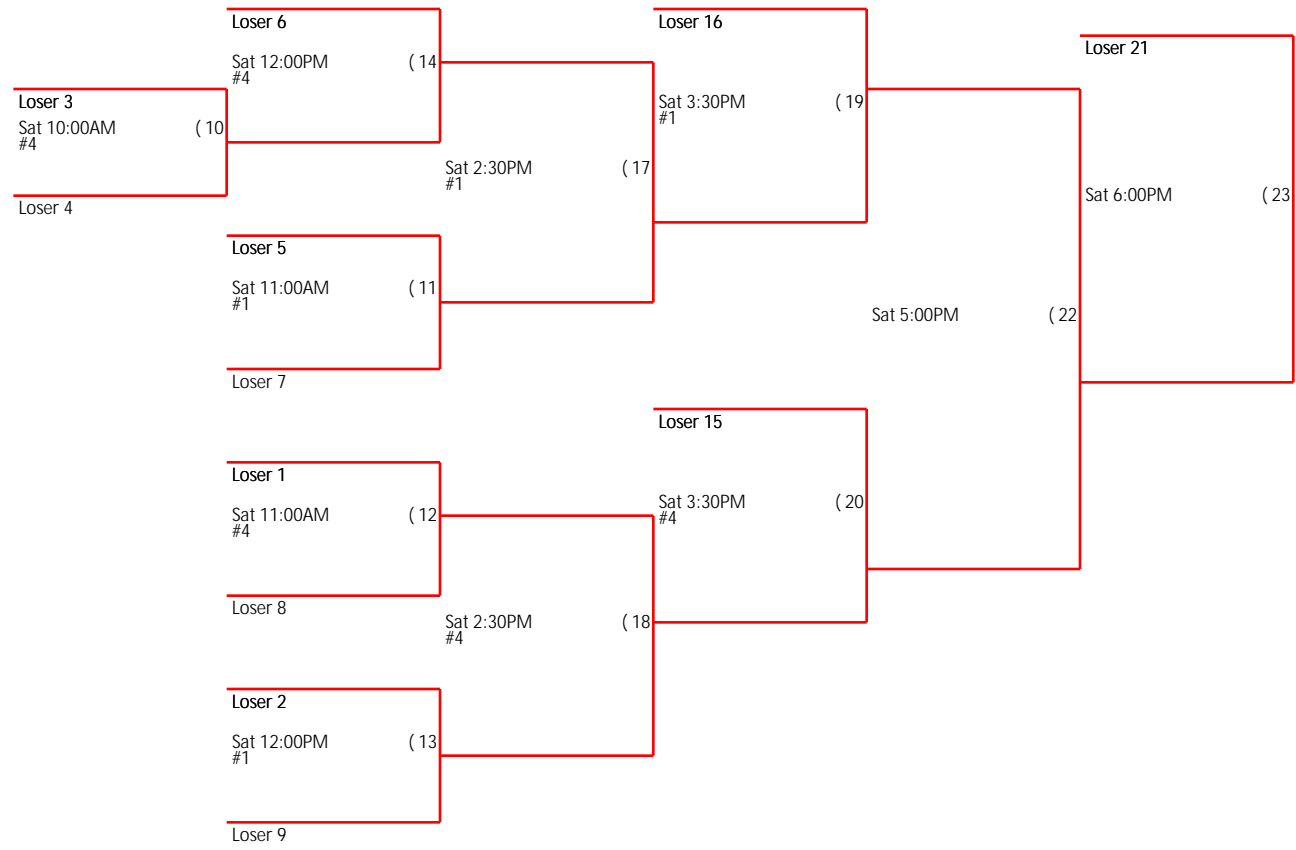 Loser 6
Loser 16
Loser 21
Sat 12:00PM ( 14
#4
Loser 3
Sat 3:30PM ( 19
#1
Sat 10:00AM ( 10
#4
Sat 2:30PM ( 17
#1
Sat 6:00PM ( 23
Loser 4
Loser 5
Sat 11:00AM ( 11
#1
Sat 5:00PM ( 22
Loser 7
Loser 15
Loser 1
Sat 3:30PM ( 20
#4
Sat 11:00AM ( 12
#4
Loser 8
Sat 2:30PM ( 18
#4
Loser 2
Sat 12:00PM ( 13
#1
Loser 9